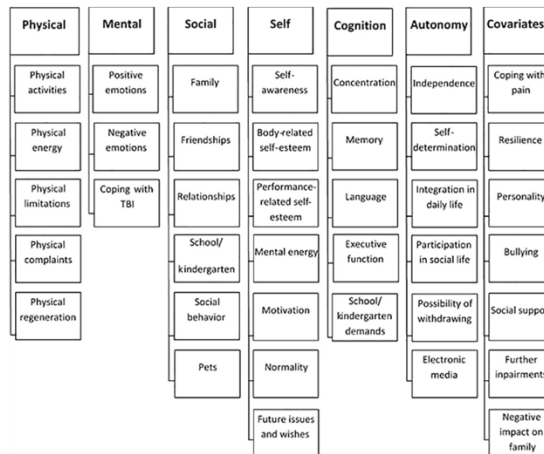 Physical
Mental
Social
Self
Cognition
Autonomy
Covariates
Physical
activities
Physical
energy
Physical
limitations
Physical
complaints
Physical
regeneration
Positive
emotions
Negative
emotions
Coping with
TBI
Family
Friendships
Relationships
School/
kindergarten
Social
behavior
Pets
Self-
awareness
Body-related
self-esteem
Performance-
related self-
esteem
Mental energy
Motivation
Normality
Future issues
and wishes
Concentration
Memory
Language
Executive
function
School/
kindergarten
demands
Independence
Self-
determination
Integration in
daily life
Participation
in social life
Possibility of
withdrawing
Electronic
media
Coping with
pain
Resilience
Personality
Bullying
Social suppo
Further
inpairments
Negative
impact on
family